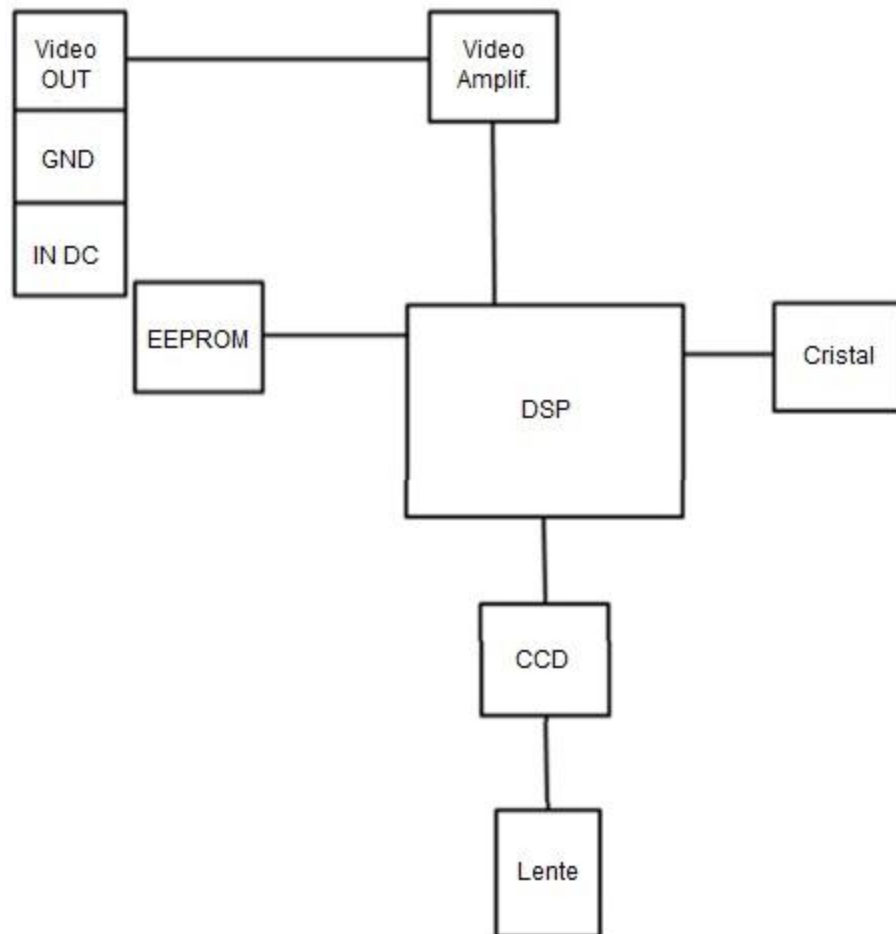 Video
OUT
Video
Amplif.
GND
IN DC
EEPROM
Cristal
DSP
CCD
Lente